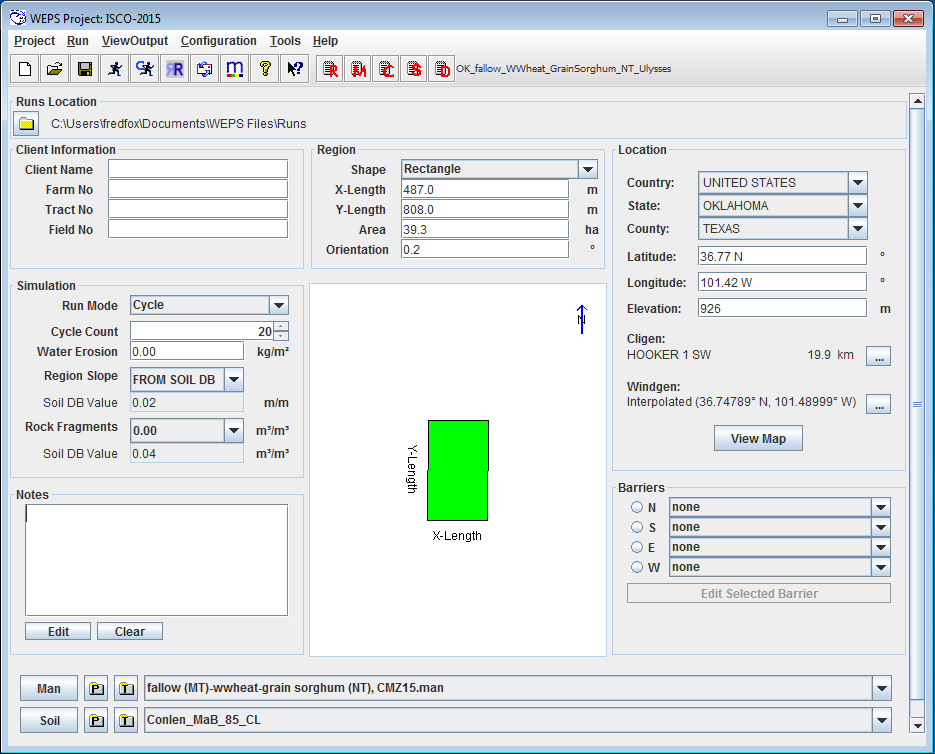 WEPS Project: ISCO-2015
Project Run ViewOutput Configuration Tools Help
R m ? R M C S D OK_fallow_WWheat_GrainSorghum_NT_Ulysses
Runs Location
C:\Users\fredfox\Documents\WEPS Files\Runs
Client Information
Client Name
Farm No
Tract No
Field No
Region
Shape Rectangle
X-Length 487.0 m
Y-Length 808.0 m
Area 39.3 ha
Orientation 0.2 °
Location
Country: UNITED STATES
State: OKLAHOMA
County: TEXAS
Latitude: 36.77 N °
Longitude: 101.42 W °
Elevation: 926 m
Cligen:
HOOKER 1 SW 19.9 km ...
Windgen:
Interpolated (36.74789° N, 101.48999° W) ...
View Map
Simulation
Run Mode Cycle
Cycle Count 20
Water Erosion 0.00 kg/m²
Region Slope FROM SOIL DB
Soil DB Value 0.02 m/m
Rock Fragments 0.00 m³/m³
Soil DB Value 0.04 m³/m³
N
Y-Length
X-Length
Notes
Edit Clear
Barriers
N none
S none
E none
W none
Edit Selected Barrier
Man P T fallow (MT)-wwheat-grain sorghum (NT), CMZ15.man
Soil P T Conlen_MaB_85_CL